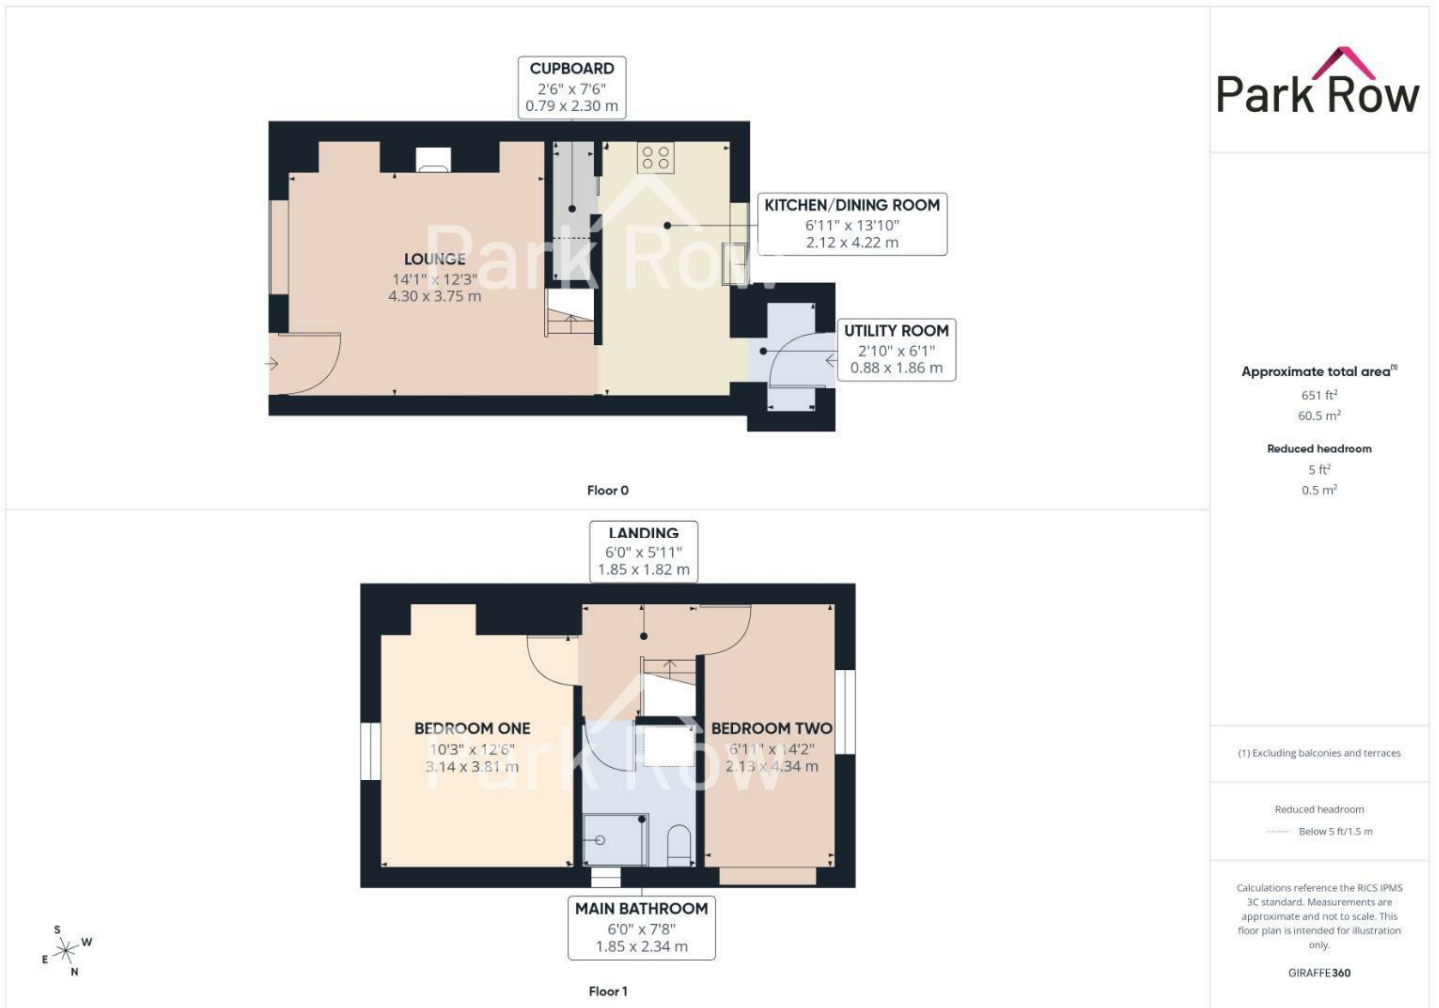 CUPBOARD
2'6" x 7'6"
0.79 x 2.30 m
KITCHEN/DINING ROOM
6'11" x 13'10"
2.12 x 4.22 m
LOUNGE
14'1" x 12'3"
4.30 x 3.75 m
UTILITY ROOM
2'10" x 6'1"
0.88 x 1.86 m
Park Row
Floor 0
LANDING
6'0" x 5'11"
1.85 x 1.82 m
BEDROOM ONE
10'3" x 12'6"
3.14 x 3.81 m
BEDROOM TWO
6'11" x 14'2"
2.13 x 4.34 m
Park Row
MAIN BATHROOM
6'0" x 7'8"
1.85 x 2.34 m
S
W
E
N
Floor 1
Park Row
Approximate total area(1)
651 ft²
60.5 m²
Reduced headroom
5 ft²
0.5 m²
(1) Excluding balconies and terraces
Reduced headroom
Below 5 ft/1.5 m
Calculations reference the RICS IPMS
3C standard. Measurements are
approximate and not to scale. This
floor plan is intended for illustration
only.
GIRAFFE360